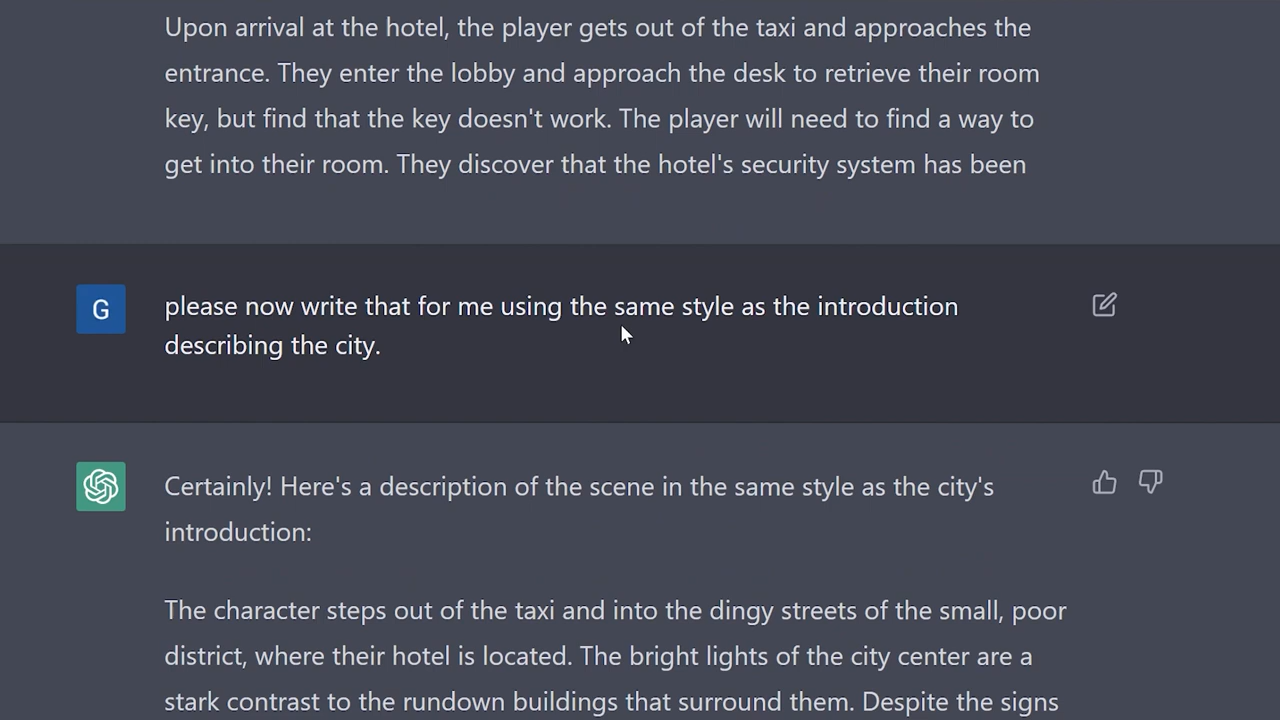 Upon arrival at the hotel, the player gets out of the taxi and approaches the
entrance. They enter the lobby and approach the desk to retrieve their room
key, but find that the key doesn't work. The player will need to find a way to
get into their room. They discover that the hotel's security system has been
G
please now write that for me using the same style as the introduction
describing the city.
Certainly! Here's a description of the scene in the same style as the city's
introduction:
The character steps out of the taxi and into the dingy streets of the small, poor
district, where their hotel is located. The bright lights of the city center are a
stark contrast to the rundown buildings that surround them. Despite the signs